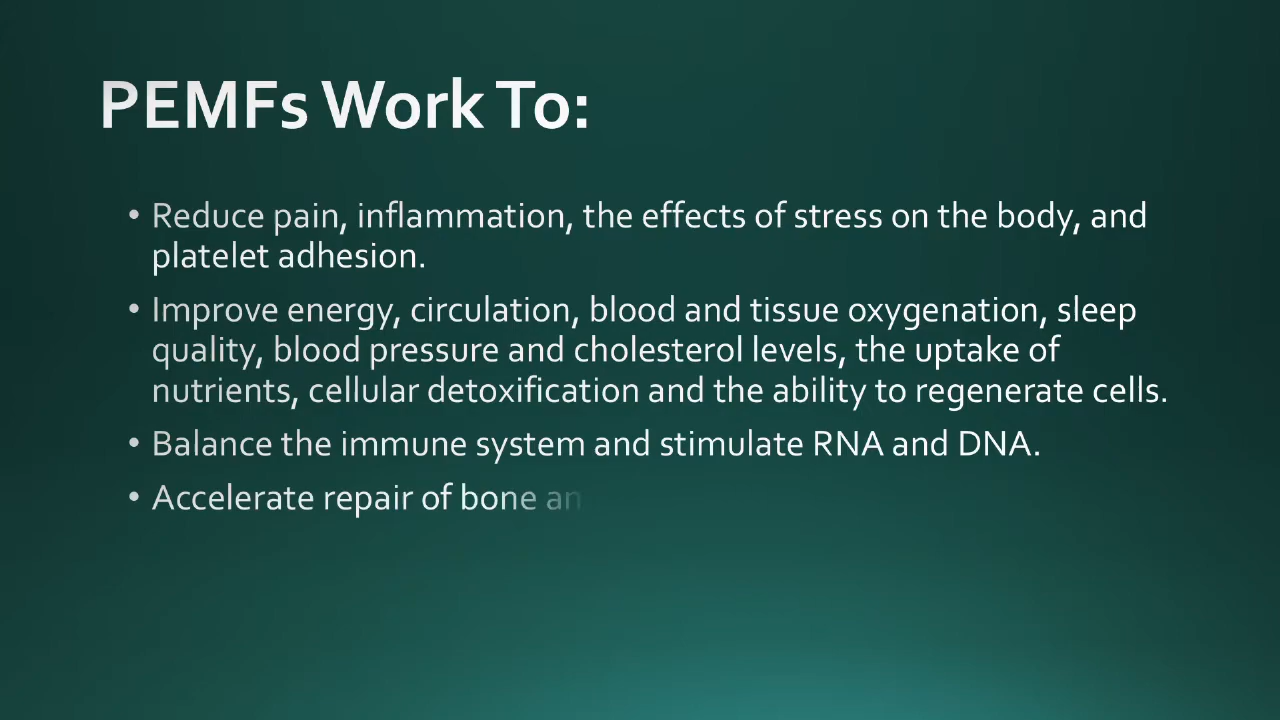 PEMFs Work To:
• Reduce pain, inflammation, the effects of stress on the body, and
platelet adhesion.
• Improve energy, circulation, blood and tissue oxygenation, sleep
quality, blood pressure and cholesterol levels, the uptake of
nutrients, cellular detoxification and the ability to regenerate cells.
• Balance the immune system and stimulate RNA and DNA.
• Accelerate repair of bone